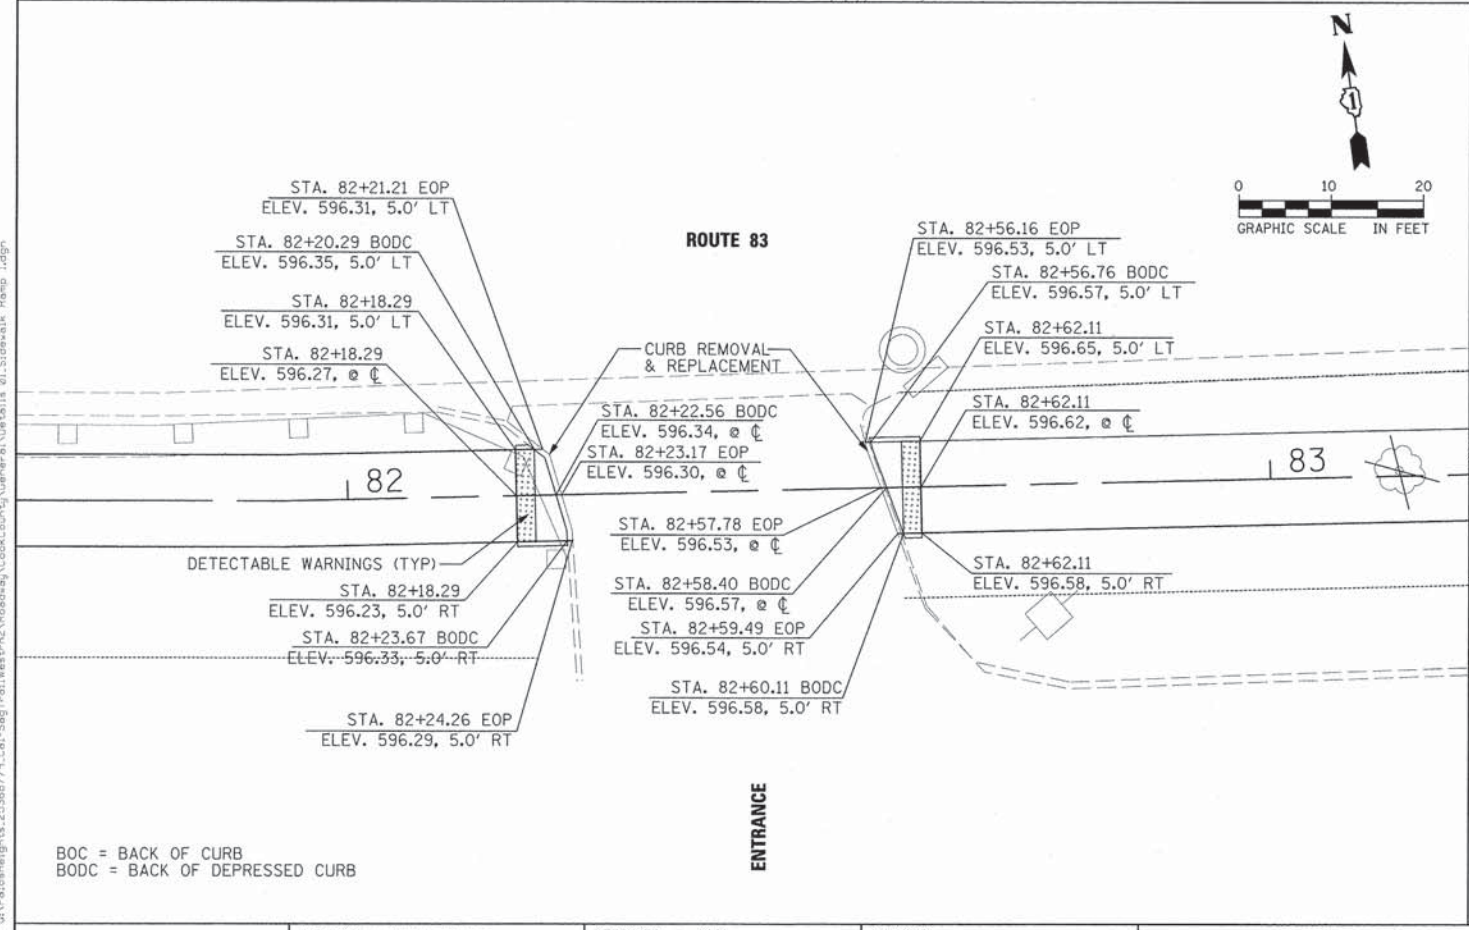 N
1
0 10 20
GRAPHIC SCALE IN FEET
STA. 82+21.21 EOP
ELEV. 596.31, 5.0' LT
STA. 82+20.29 BODC
ELEV. 596.35, 5.0' LT
STA. 82+18.29
ELEV. 596.31, 5.0' LT
STA. 82+18.29
ELEV. 596.27, @ ℄
ROUTE 83
STA. 82+56.16 EOP
ELEV. 596.53, 5.0' LT
STA. 82+56.76 BODC
ELEV. 596.57, 5.0' LT
STA. 82+62.11
ELEV. 596.65, 5.0' LT
STA. 82+62.11
ELEV. 596.62, @ ℄
CURB REMOVAL
& REPLACEMENT
STA. 82+22.56 BODC
ELEV. 596.34, @ ℄
STA. 82+23.17 EOP
ELEV. 596.30, @ ℄
82
83
STA. 82+57.78 EOP
ELEV. 596.53, @ ℄
STA. 82+58.40 BODC
ELEV. 596.57, @ ℄
STA. 82+59.49 EOP
ELEV. 596.54, 5.0' RT
STA. 82+60.11 BODC
ELEV. 596.58, 5.0' RT
STA. 82+62.11
ELEV. 596.58, 5.0' RT
DETECTABLE WARNINGS (TYP)
STA. 82+18.29
ELEV. 596.23, 5.0' RT
STA. 82+23.67 BODC
ELEV. 596.33, 5.0' RT
STA. 82+24.26 EOP
ELEV. 596.29, 5.0' RT
ENTRANCE
BOC = BACK OF CURB
BODC = BACK OF DEPRESSED CURB